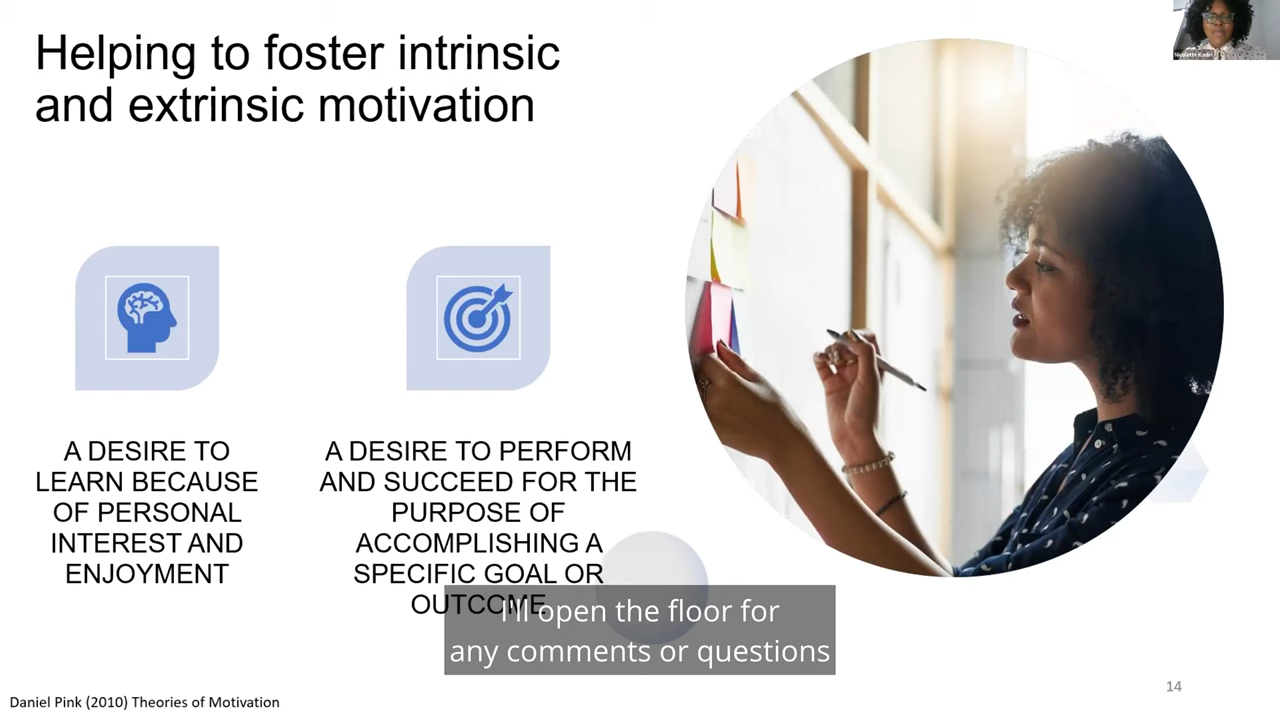 Helping to foster intrinsic
and extrinsic motivation
A DESIRE TO
LEARN BECAUSE
OF PERSONAL
INTEREST AND
ENJOYMENT
A DESIRE TO PERFORM
AND SUCCEED FOR THE
PURPOSE OF
ACCOMPLISHING A
SPECIFIC GOAL OR
OUTCOME
I'll open the floor for
any comments or questions
Daniel Pink (2010) Theories of Motivation
14